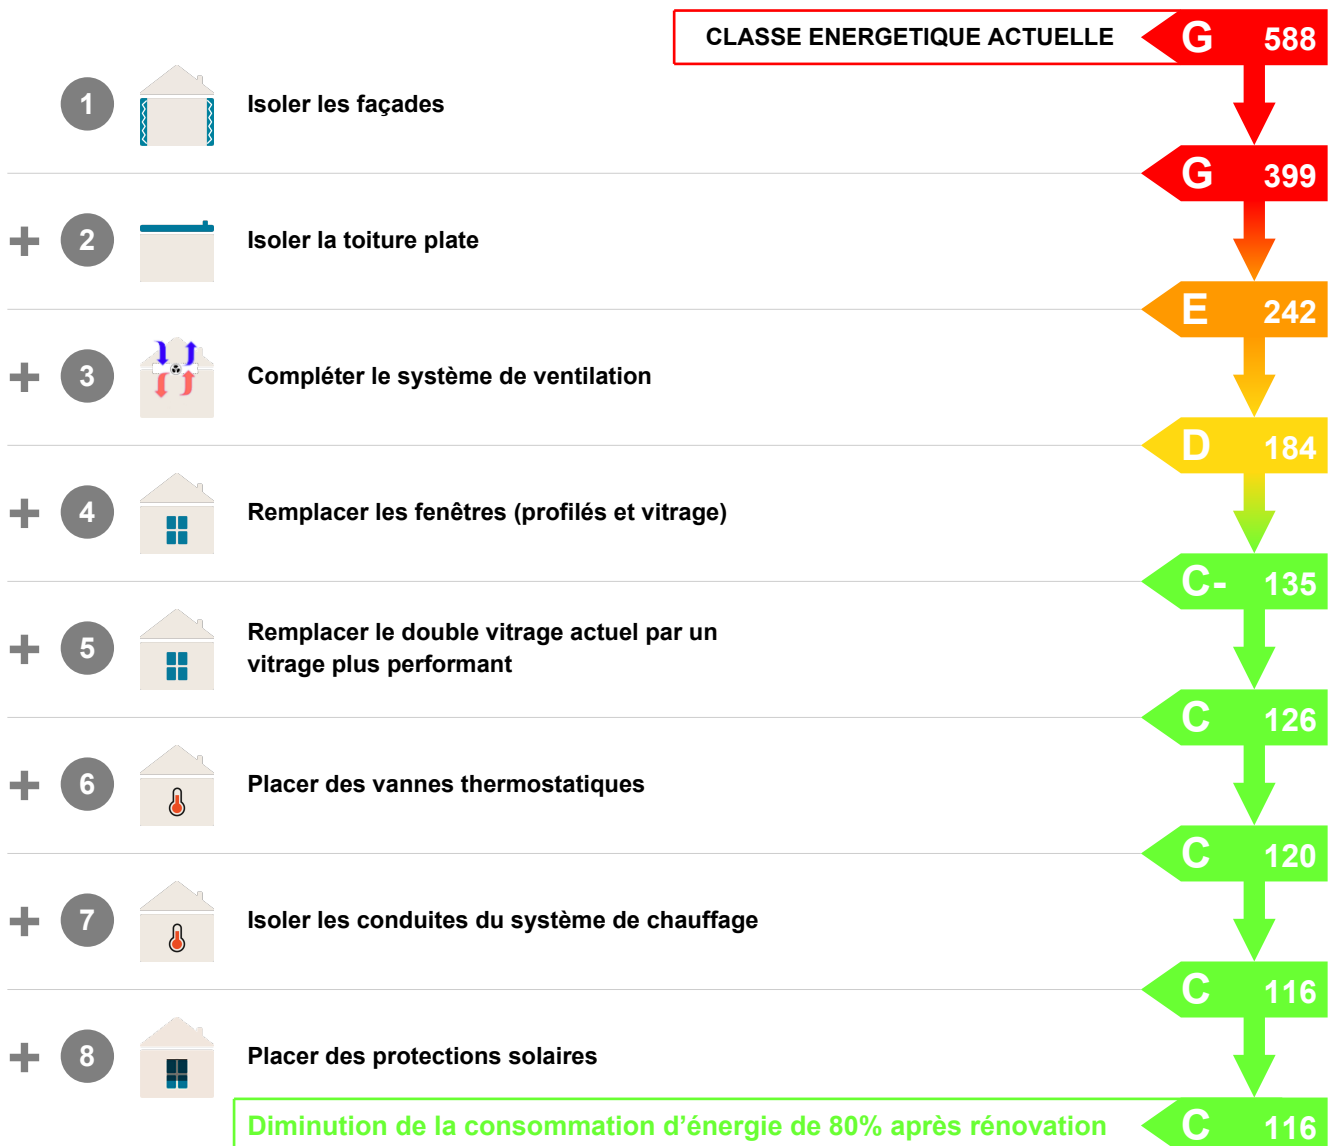 CLASSE ENERGETIQUE ACTUELLE G 588
1 Isoler les façades
G 399
+ 2 Isoler la toiture plate
E 242
+ 3 Compléter le système de ventilation
D 184
+ 4 Remplacer les fenêtres (profilés et vitrage)
C- 135
+ 5 Remplacer le double vitrage actuel par un
vitrage plus performant
C 126
+ 6 Placer des vannes thermostatiques
C 120
+ 7 Isoler les conduites du système de chauffage
C 116
+ 8 Placer des protections solaires
Diminution de la consommation d’énergie de 80% après rénovation C 116